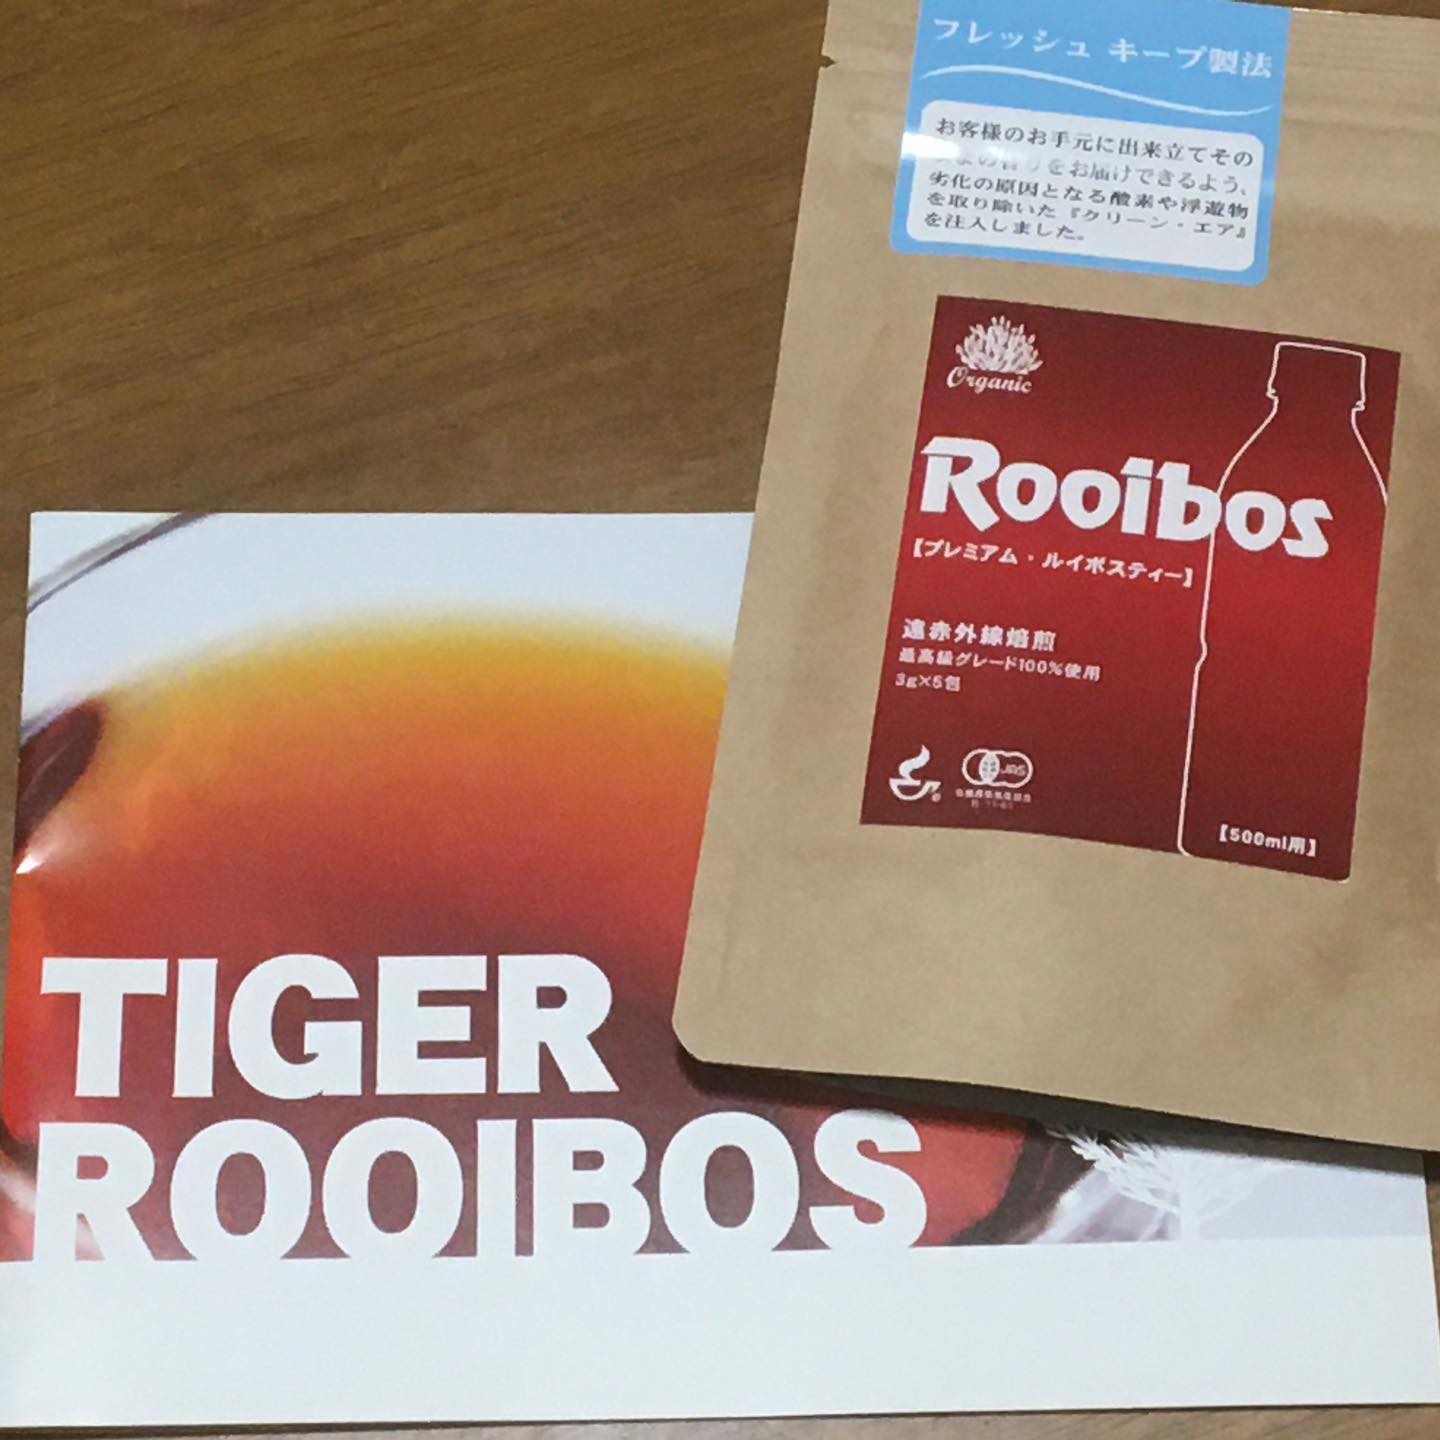 フレッシュ キープ製法
お客様のお手元に出来立てその
ままの香りをお届けできるよう、
劣化の原因となる酸素や浮遊物
を取り除いた『クリーン・エア』
を注入しました。
Organic
Rooibos
【プレミアム・ルイボスティー】
遠赤外線焙煎
最高級グレード100%使用
3g×5包
JAS
【500ml用】
TIGER
ROOIBOS